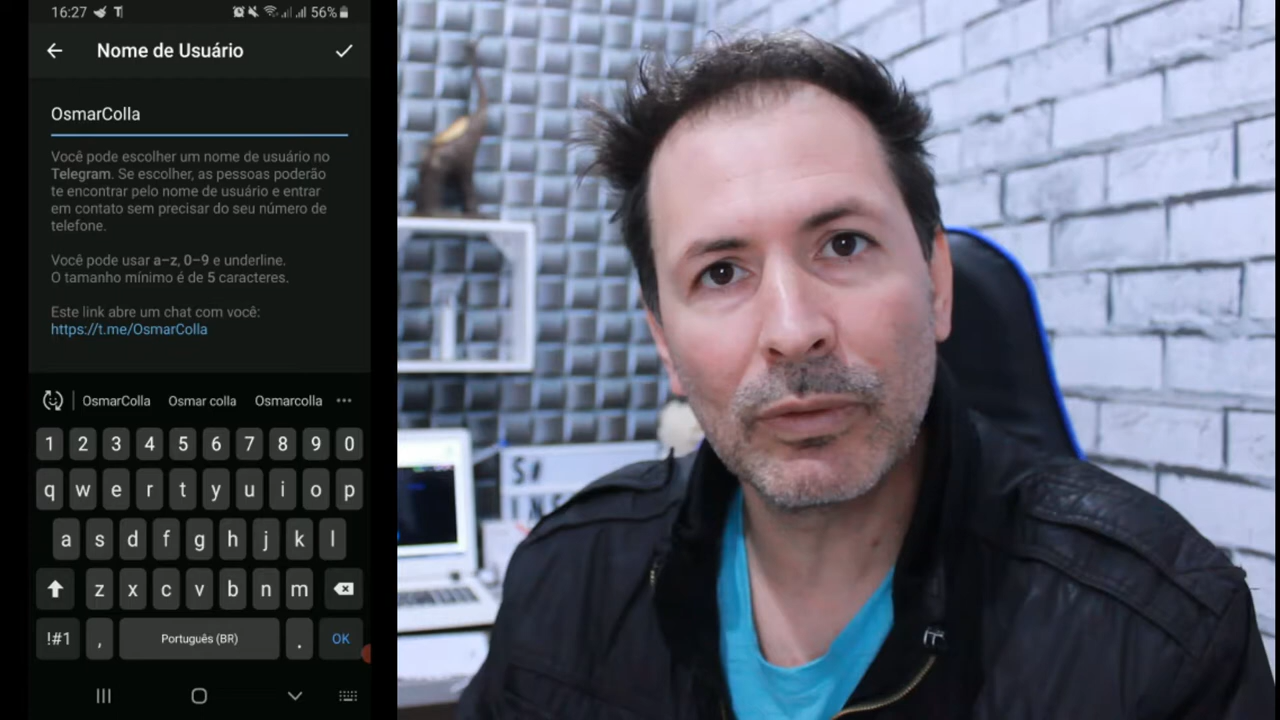 16:27
56%
Nome de Usuário
OsmarColla
Você pode escolher um nome de usuário no
Telegram. Se escolher, as pessoas poderão
te encontrar pelo nome de usuário e entrar
em contato sem precisar do seu número de
telefone.
Você pode usar a–z, 0–9 e underline.
O tamanho mínimo é de 5 caracteres.
Este link abre um chat com você:
https://t.me/OsmarColla
OsmarColla Osmar colla Osmarcolla
1 2 3 4 5 6 7 8 9 0
q w e r t y u i o p
a s d f g h j k l
z x c v b n m
!#1 , Português (BR) . OK